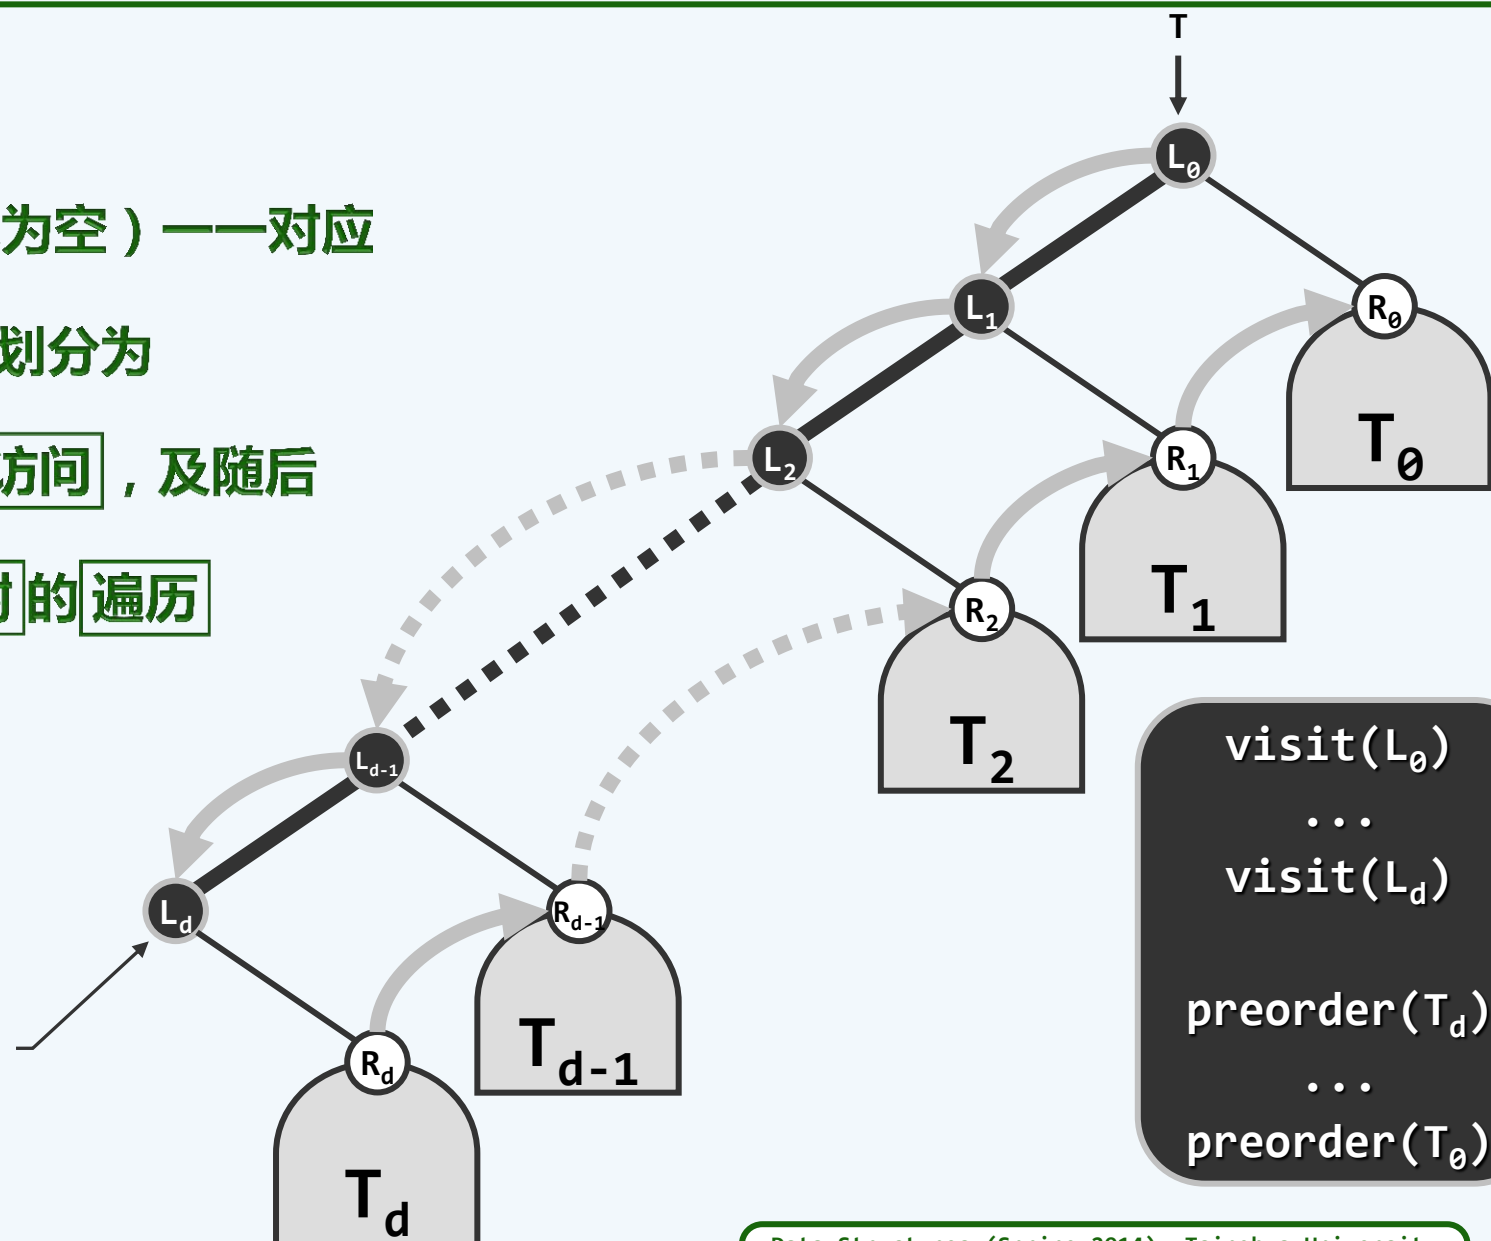 T
L0
为空）一一对应
L1
R0
划分为
T0
L2
R1
访问，及随后
T1
R2
的 遍历
T2
visit(L0)
Ld-1
...
visit(Ld)
Ld
Rd-1
preorder(Td)
Td-1
Rd
...
preorder(T0)
Td